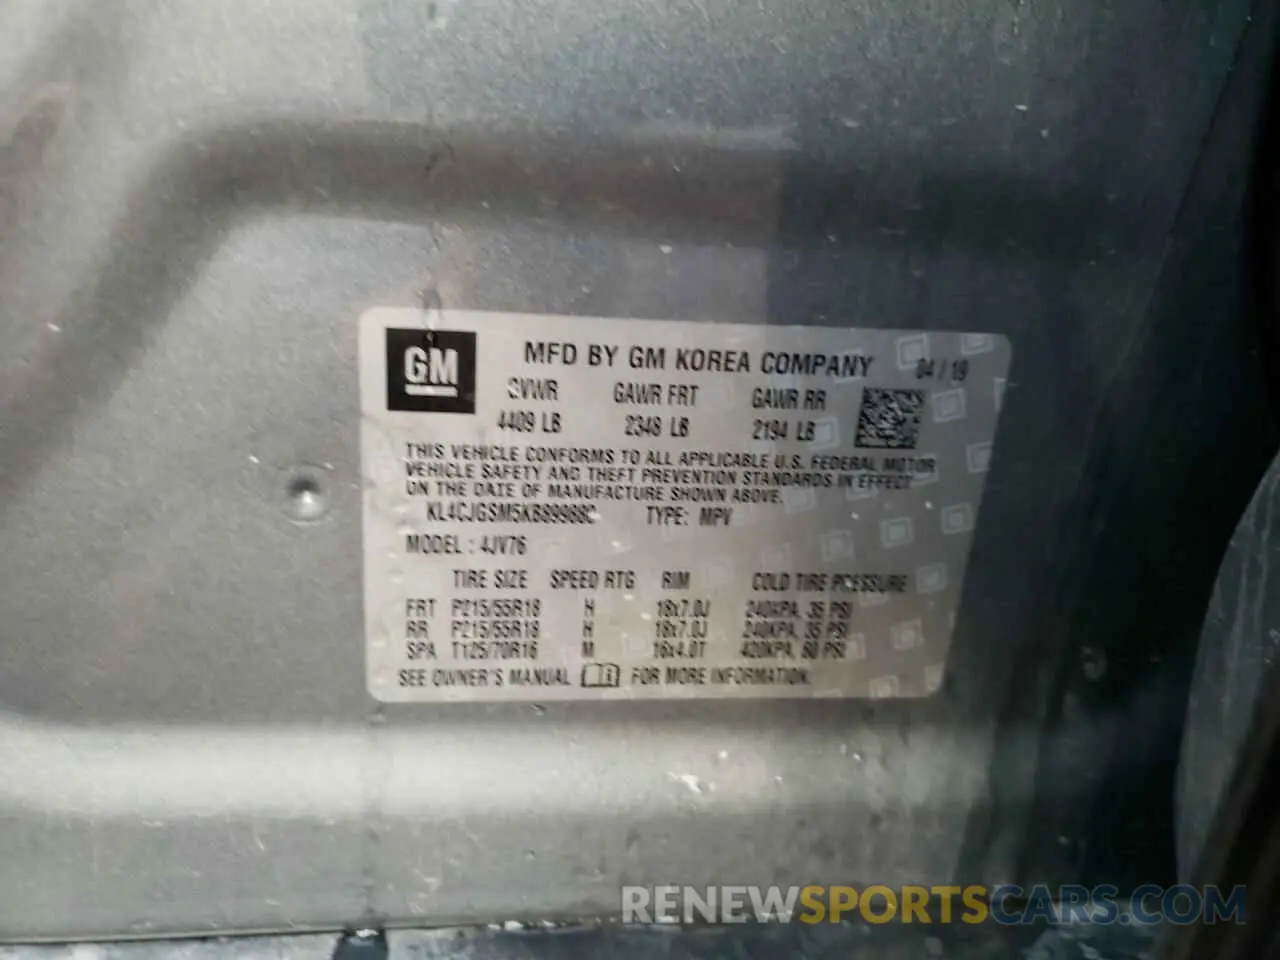 GM
MFD BY GM KOREA COMPANY 04 / 19
GVWR GAWR FRT GAWR RR
4409 LB 2348 LB 2194 LB
THIS VEHICLE CONFORMS TO ALL APPLICABLE U.S. FEDERAL MOTOR
VEHICLE SAFETY AND THEFT PREVENTION STANDARDS IN EFFECT
ON THE DATE OF MANUFACTURE SHOWN ABOVE.
TYPE: MPV
MODEL : 4JV76
TIRE SIZE SPEED RTG RIM COLD TIRE PRESSURE
FRT P215/55R18 H 18x7.0J 240KPA, 35 PSI
RR P215/55R18 H 18x7.0J 240KPA, 35 PSI
SPA T125/70R16 M 16x4.0T 420KPA, 60 PSI
SEE OWNER'S MANUAL FOR MORE INFORMATION.
RENEWSPORTSCARS.COM